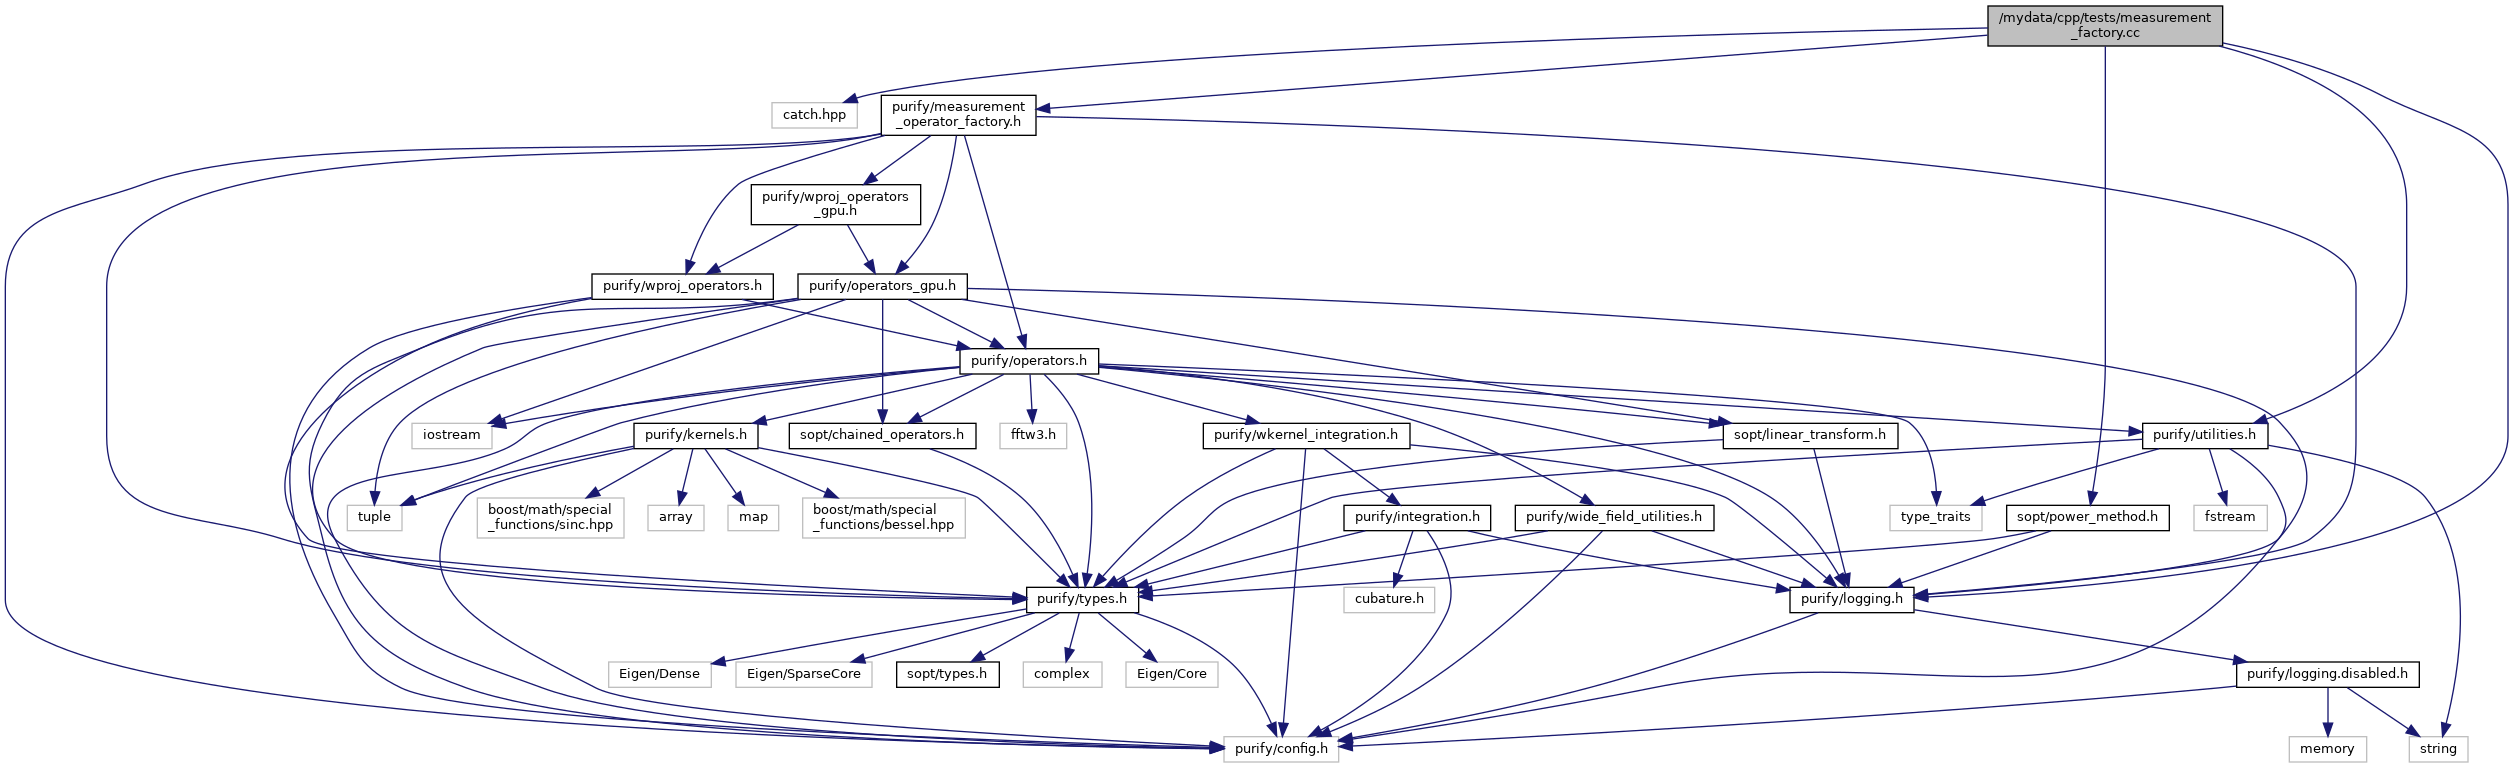 /mydata/cpp/tests/measurement
_factory.cc
catch.hpp
purify/measurement
_operator_factory.h
purify/wproj_operators
_gpu.h
purify/wproj_operators.h
purify/operators_gpu.h
purify/operators.h
iostream
purify/kernels.h
sopt/chained_operators.h
fftw3.h
purify/wkernel_integration.h
sopt/linear_transform.h
purify/utilities.h
tuple
boost/math/special
_functions/sinc.hpp
array
map
boost/math/special
_functions/bessel.hpp
purify/integration.h
purify/wide_field_utilities.h
type_traits
sopt/power_method.h
fstream
purify/types.h
cubature.h
purify/logging.h
Eigen/Dense
Eigen/SparseCore
sopt/types.h
complex
Eigen/Core
purify/logging.disabled.h
purify/config.h
memory
string